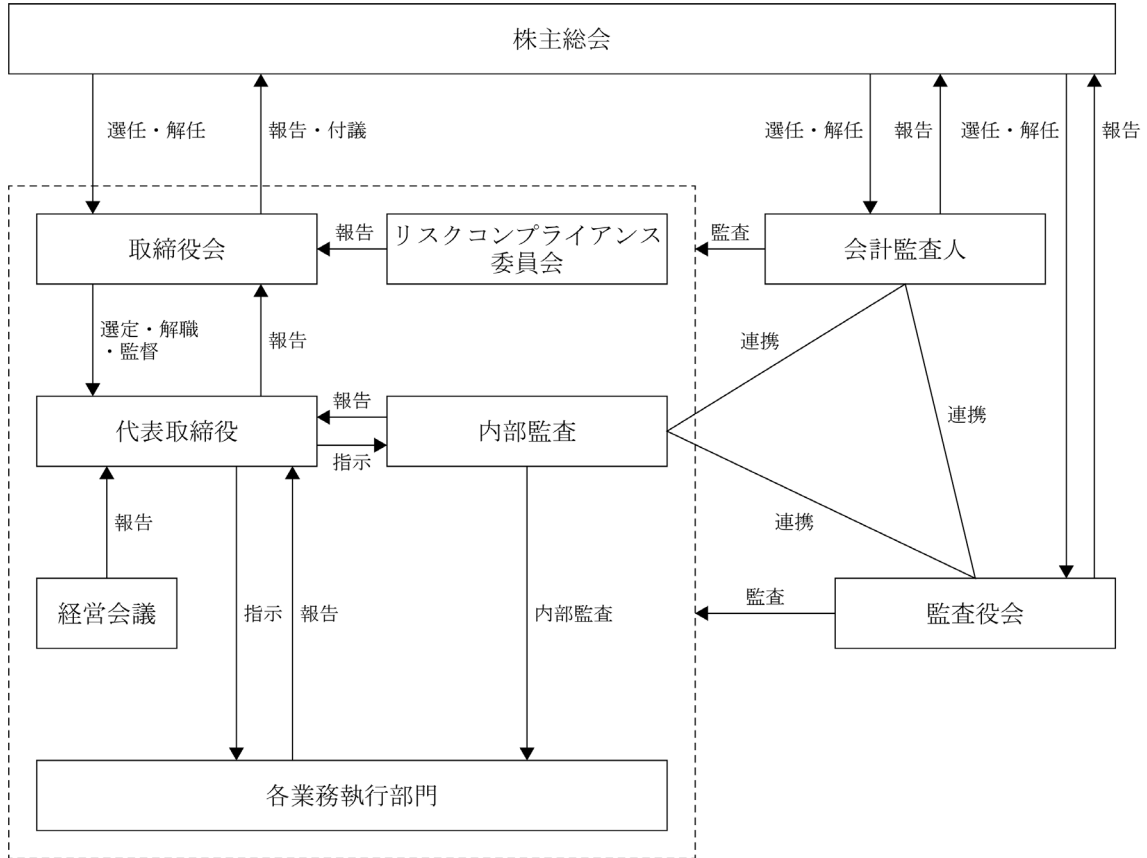 株主総会
選任・解任
報告・付議
選任・解任
報告
選任・解任
報告
取締役会
報告
リスクコンプライアンス
委員会
監査
会計監査人
選定・解職
・監督
報告
連携
代表取締役
報告
指示
内部監査
連携
報告
連携
経営会議
指示
報告
内部監査
監査
監査役会
各業務執行部門